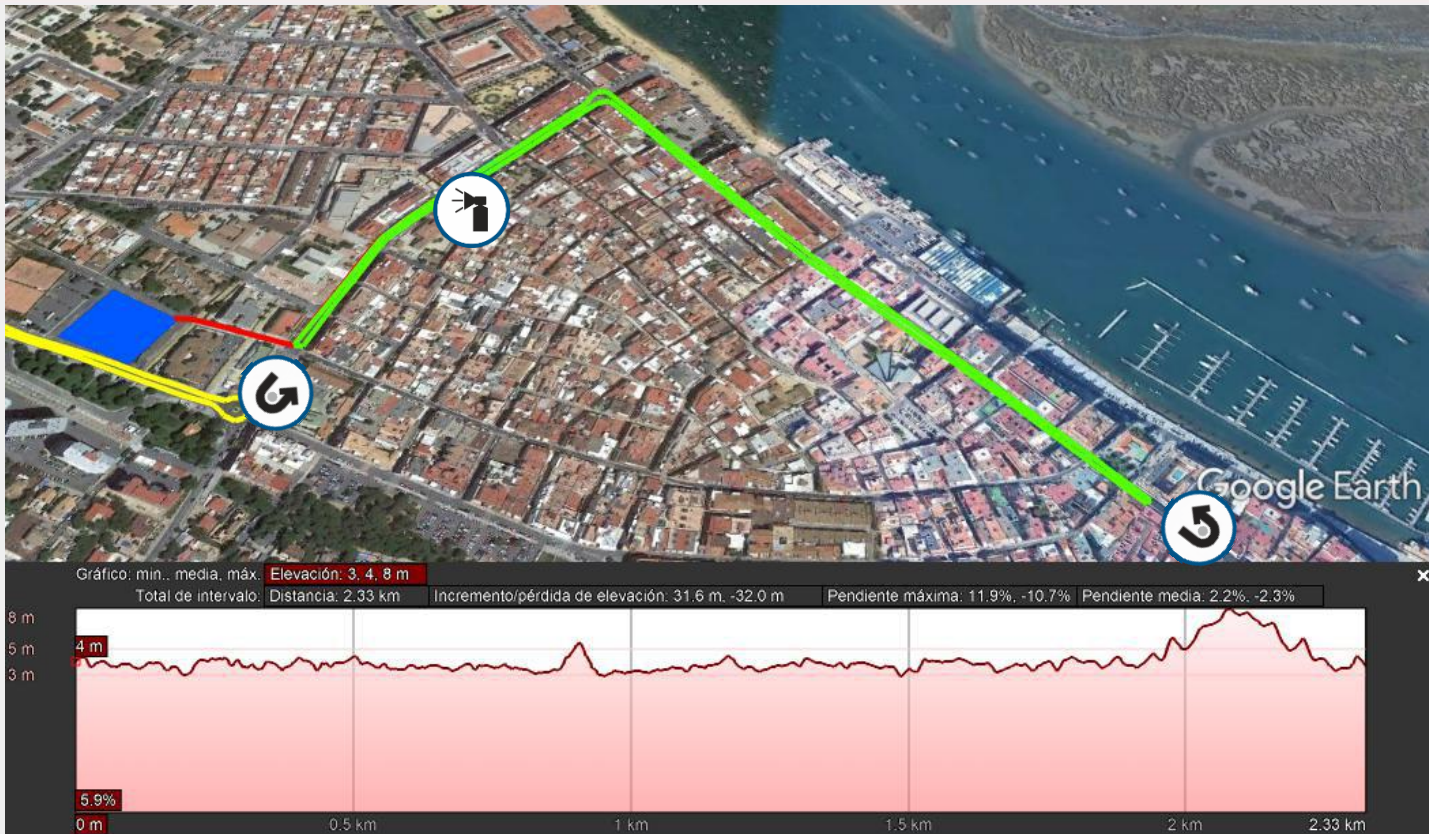 Google Earth
Gráfico: min., media, máx. Elevación: 3, 4, 8 m
Total de intervalo: Distancia: 2.33 km Incremento/pérdida de elevación: 31.6 m, -32.0 m Pendiente máxima: 11.9%, -10.7% Pendiente media: 2.2%, -2.3%
8 m
5 m
4 m
3 m
5.9%
0 m 0.5 km 1 km 1.5 km 2 km 2.33 km